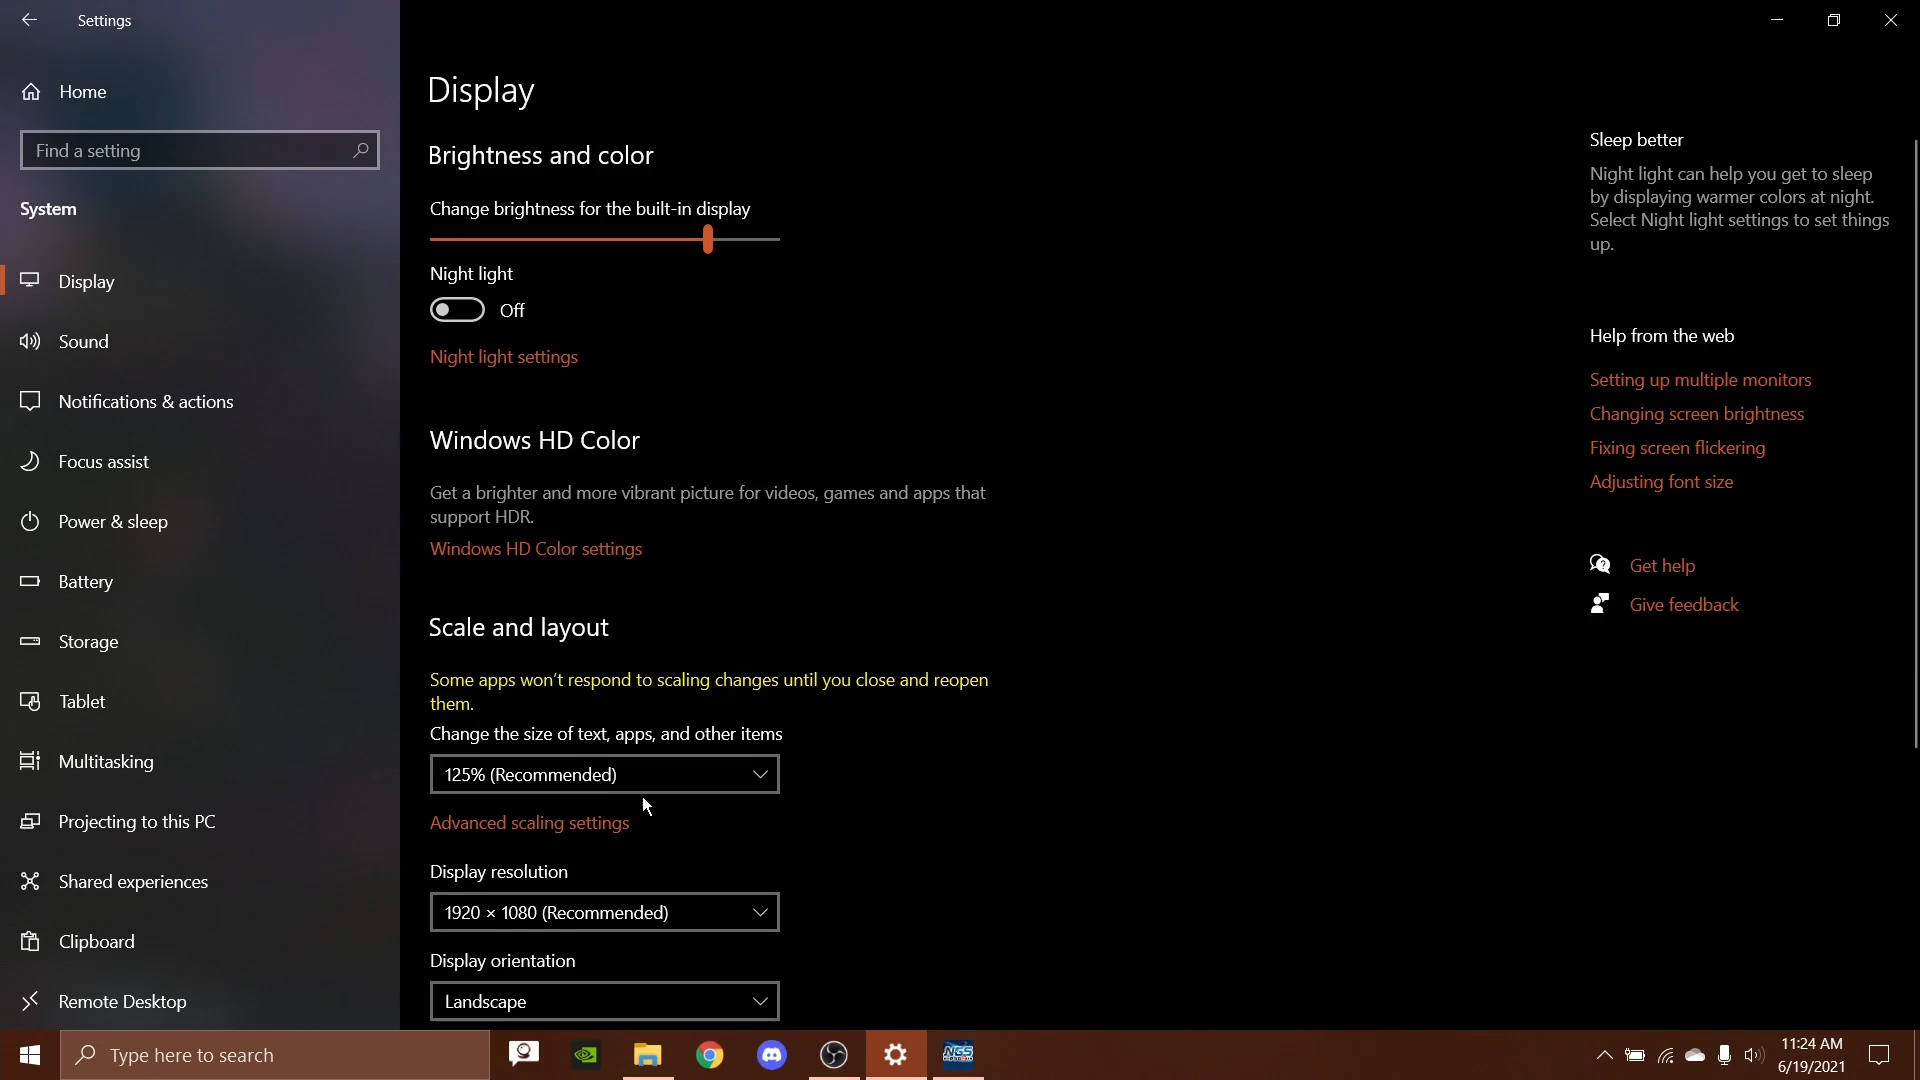 Settings
Home
Find a setting
System
Display
Sound
Notifications & actions
Focus assist
Power & sleep
Battery
Storage
Tablet
Multitasking
Projecting to this PC
Shared experiences
Clipboard
Remote Desktop
Display
Brightness and color
Change brightness for the built-in display
Night light
Off
Night light settings
Windows HD Color
Get a brighter and more vibrant picture for videos, games and apps that
support HDR.
Windows HD Color settings
Scale and layout
Some apps won't respond to scaling changes until you close and reopen
them.
Change the size of text, apps, and other items
125% (Recommended)
Advanced scaling settings
Display resolution
1920 × 1080 (Recommended)
Display orientation
Landscape
Sleep better
Night light can help you get to sleep
by displaying warmer colors at night.
Select Night light settings to set things
up.
Help from the web
Setting up multiple monitors
Changing screen brightness
Fixing screen flickering
Adjusting font size
Get help
Give feedback
Type here to search
NGS
11:24 AM
6/19/2021